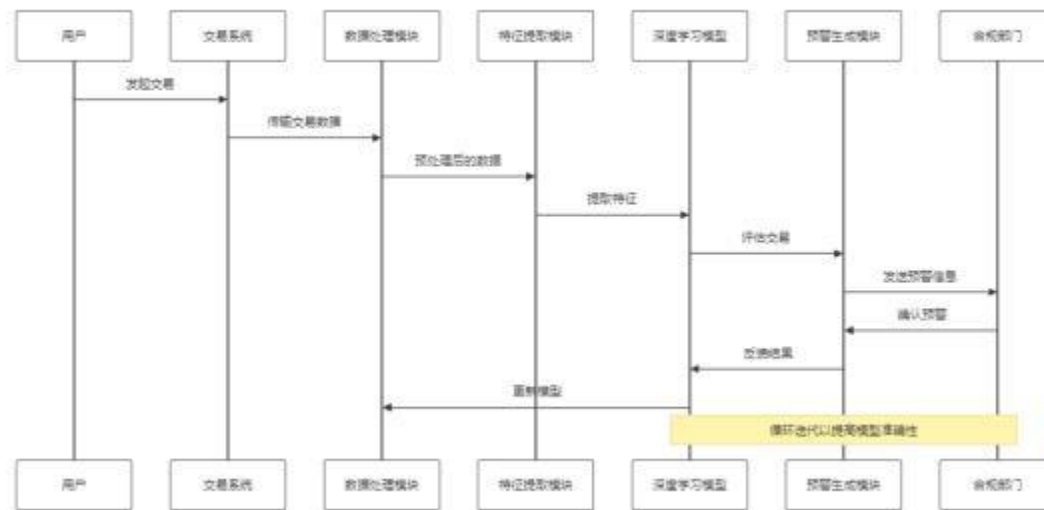 用户
交易系统
数据处理模块
特征提取模块
深度学习模型
预警生成模块
合规部门
发起交易
传输交易数据
预处理后的数据
提取特征
评估交易
发送预警信息
确认预警
反馈结果
更新模型
循环迭代以提高模型准确性
用户
交易系统
数据处理模块
特征提取模块
深度学习模型
预警生成模块
合规部门